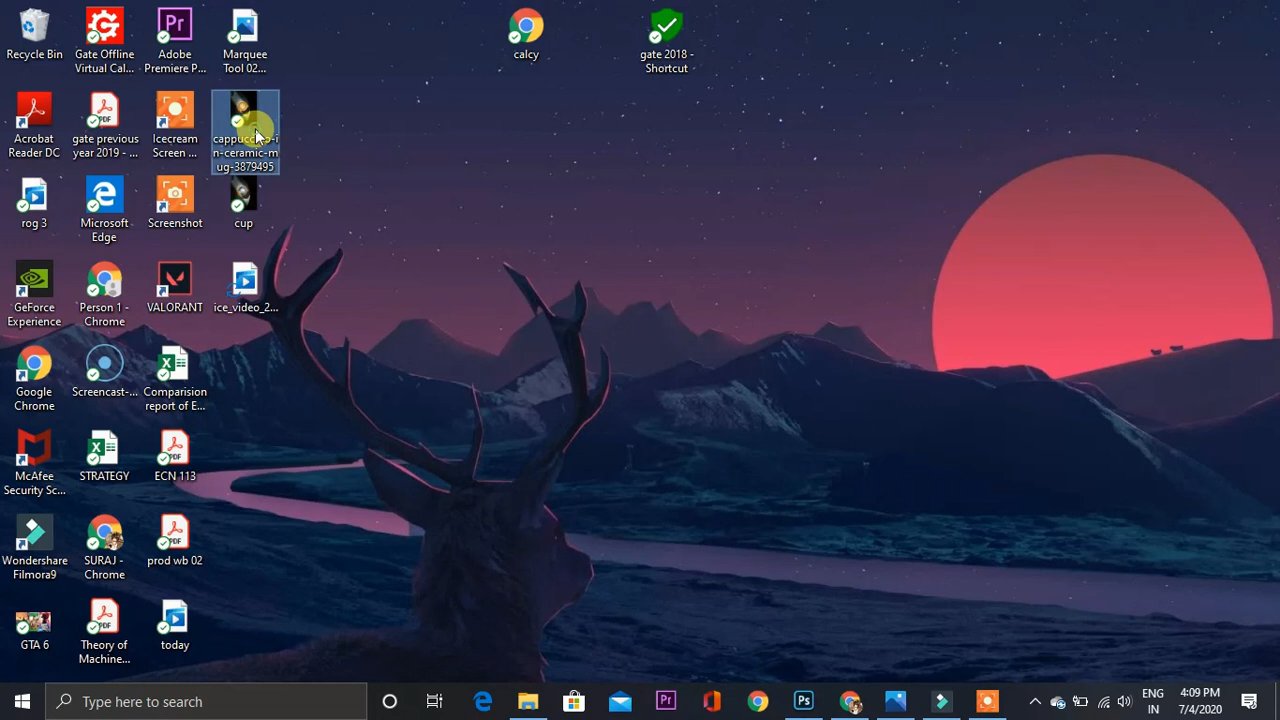 Recycle Bin
Gate Offline
Virtual Cal...
Adobe
Premiere P...
Marquee
Tool 02...
calcy
gate 2018 -
Shortcut
Acrobat
Reader DC
gate previous
year 2019 - ...
Icecream
Screen ...
n-ceramic-m
ug-3879495
rog 3
Microsoft
Edge
Screenshot
cup
GeForce
Experience
Person 1 -
Chrome
VALORANT
ice_video_2...
Google
Chrome
Screencast-...
Comparision
report of E...
McAfee
Security Sc...
STRATEGY
ECN 113
Wondershare
Filmora9
SURAJ -
Chrome
prod wb 02
GTA 6
Theory of
Machine...
today
Type here to search
Pr
Ps
ENG
IN
4:09 PM
7/4/2020